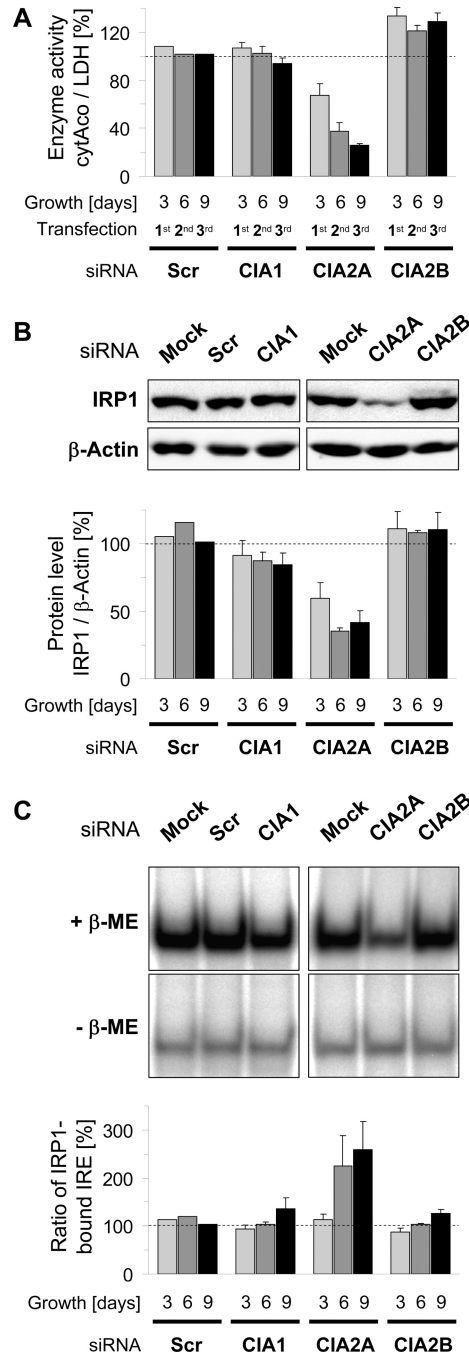 A
Enzyme activity
cytAco / LDH [%]
120
80
40
0
Growth [days] 3 6 9 3 6 9 3 6 9 3 6 9
Transfection 1st 2nd 3rd 1st 2nd 3rd 1st 2nd 3rd 1st 2nd 3rd
siRNA Scr CIA1 CIA2A CIA2B
B
siRNA Mock Scr CIA1 Mock CIA2A CIA2B
IRP1
β-Actin
Protein level
IRP1 / β-Actin [%]
100
50
0
Growth [days] 3 6 9 3 6 9 3 6 9 3 6 9
siRNA Scr CIA1 CIA2A CIA2B
C
siRNA Mock Scr CIA1 Mock CIA2A CIA2B
+ β-ME
- β-ME
Ratio of IRP1-
bound IRE [%]
300
200
100
0
Growth [days] 3 6 9 3 6 9 3 6 9 3 6 9
siRNA Scr CIA1 CIA2A CIA2B